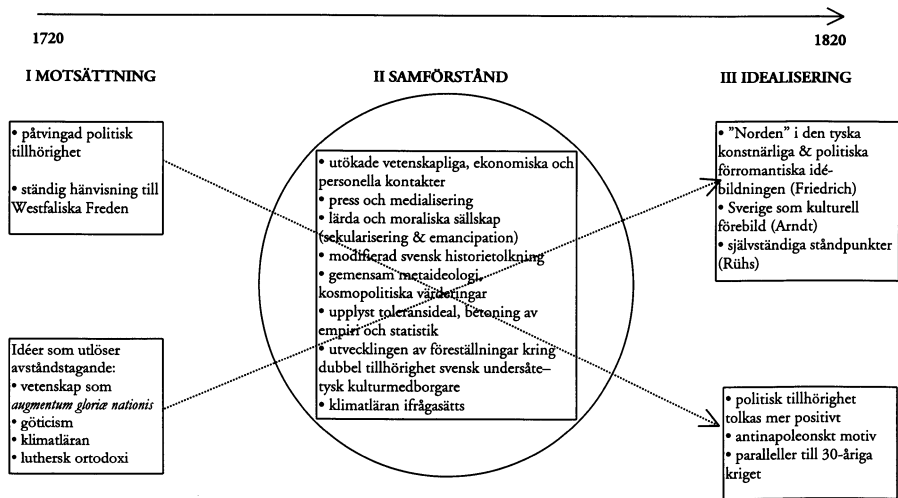 1720
1820
I MOTSÄTTNING
II SAMFÖRSTÅND
III IDEALISERING
• påtvingad politisk
tillhörighet
• ständig hänvisning till
Westfaliska Freden
Idéer som utlöser
avståndstagande:
• vetenskap som
augmentum gloriæ nationis
• göticism
• klimatläran
• luthersk ortodoxi
• utökade vetenskapliga, ekonomiska och
personella kontakter
• press och medialisering
• lärda och moraliska sällskap
(sekularisering & emancipation)
• modifierad svensk historietolkning
• gemensam metaideologi,
kosmopolitiska värderingar
• upplyst toleransideal, betoning av
empiri och statistik
• utvecklingen av föreställningar kring
dubbel tillhörighet svensk undersåte–
tysk kulturmedborgare
• klimatläran ifrågasätts
• ”Norden” i den tyska
konstnärliga & politiska
förromantiska idé-
bildningen (Friedrich)
• Sverige som kulturell
förebild (Arndt)
• självständiga ståndpunkter
(Rühs)
• politisk tillhörighet
tolkas mer positivt
• antinapoleonskt motiv
• paralleller till 30-åriga
kriget